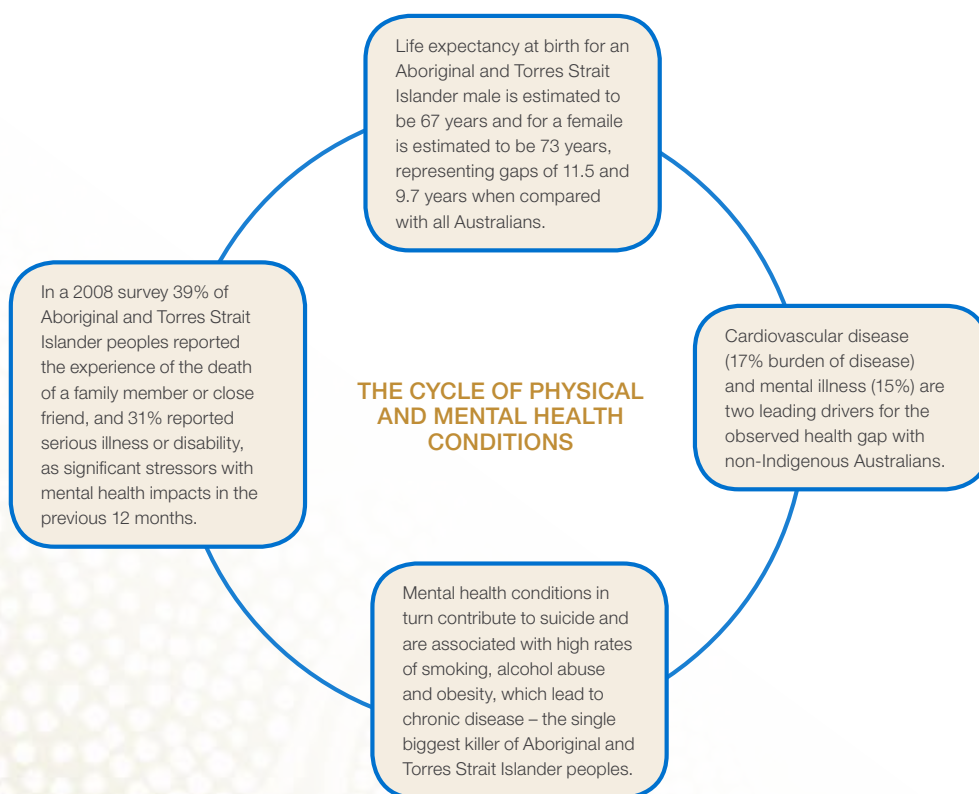 Life expectancy at birth for an
Aboriginal and Torres Strait
Islander male is estimated to
be 67 years and for a femaile
is estimated to be 73 years,
representing gaps of 11.5 and
9.7 years when compared
with all Australians.
In a 2008 survey 39% of
Aboriginal and Torres Strait
Islander peoples reported
the experience of the death
of a family member or close
friend, and 31% reported
serious illness or disability,
as significant stressors with
mental health impacts in the
previous 12 months.
THE CYCLE OF PHYSICAL
AND MENTAL HEALTH
CONDITIONS
Cardiovascular disease
(17% burden of disease)
and mental illness (15%) are
two leading drivers for the
observed health gap with
non-Indigenous Australians.
Mental health conditions in
turn contribute to suicide and
are associated with high rates
of smoking, alcohol abuse
and obesity, which lead to
chronic disease – the single
biggest killer of Aboriginal and
Torres Strait Islander peoples.